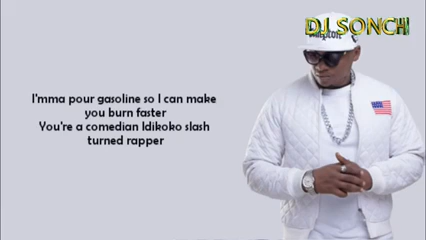 DJ SONCHI
I'mma pour gasoline so I can make
you burn faster
You're a comedian Idikoko slash
turned rapper